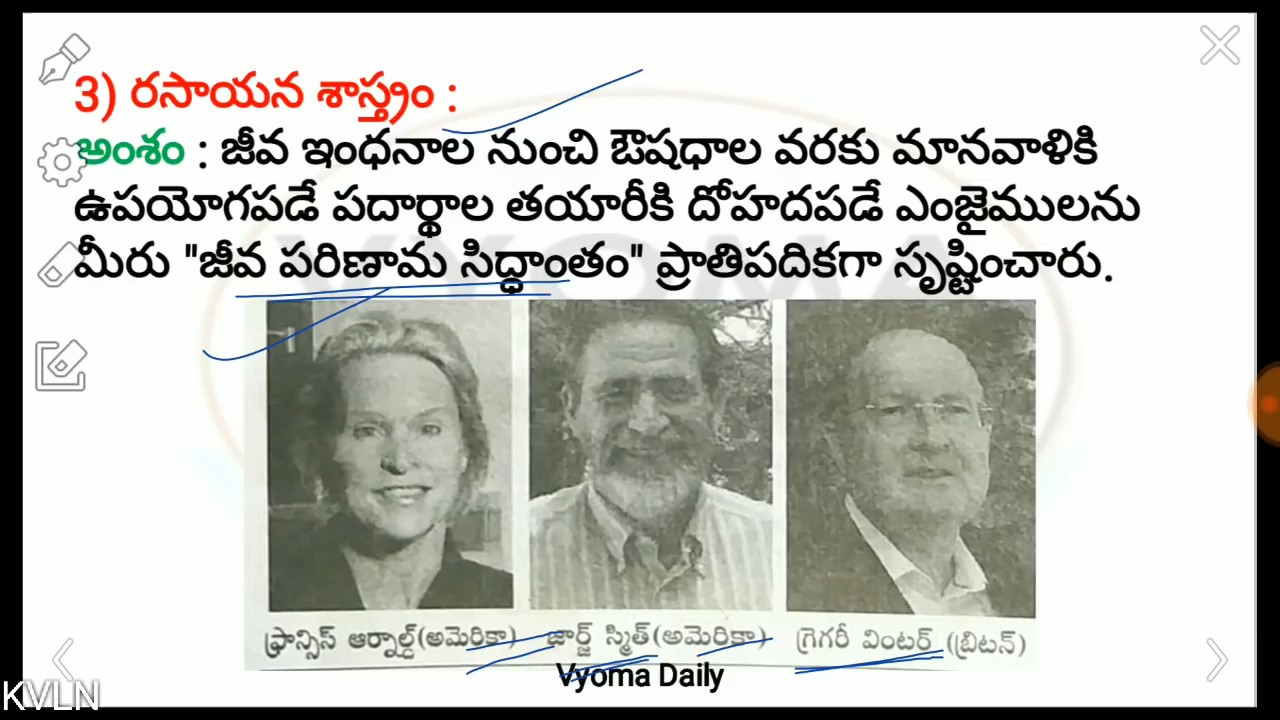 3) రసాయన శాస్త్రం :
అంశం : జీవ ఇంధనాల నుంచి ఔషధాల వరకు మానవాళికి
ఉపయోగపడే పదార్థాల తయారీకి దోహదపడే ఎంజైములను
మీరు "జీవ పరిణామ సిద్ధాంతం" ప్రాతిపదికగా సృష్టించారు.
ఫ్రాన్సిస్ ఆర్నాల్డ్(అమెరికా) జార్జ్ స్మిత్(అమెరికా) గ్రెగరీ వింటర్ (బ్రిటన్)
Vyoma Daily
KVLN